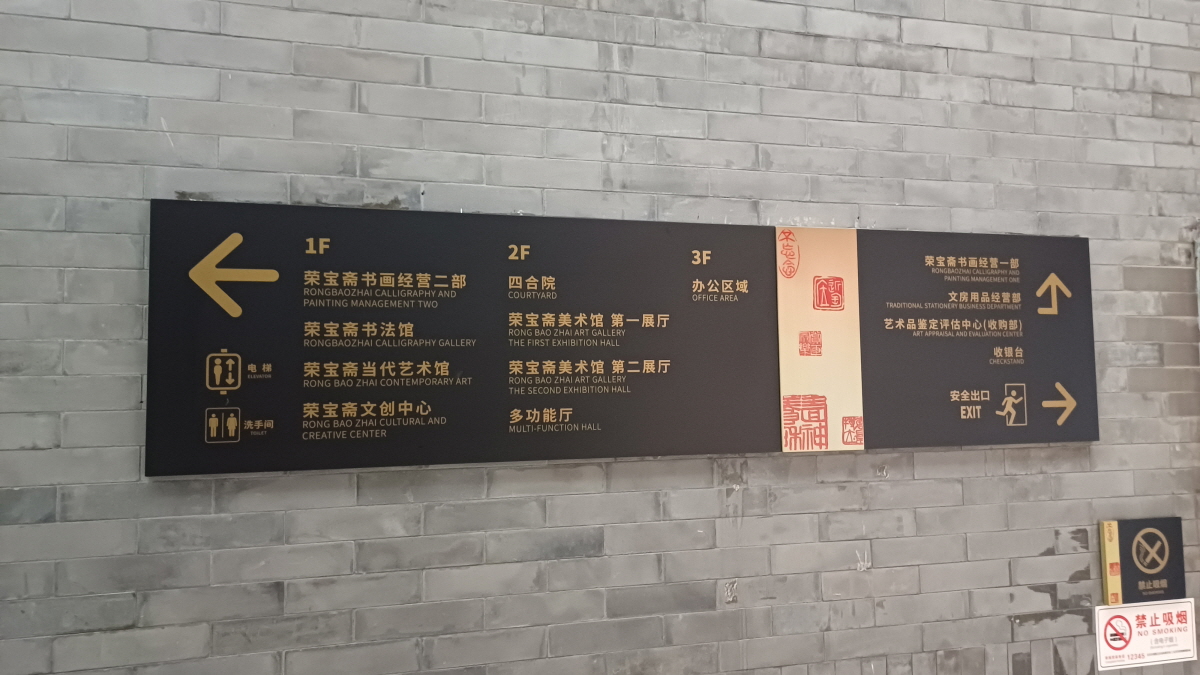 1F
荣宝斋书画经营二部
RONGBAOZHAI CALLIGRAPHY AND
PAINTING MANAGEMENT TWO
荣宝斋书法馆
RONGBAOZHAI CALLIGRAPHY GALLERY
荣宝斋当代艺术馆
RONG BAO ZHAI CONTEMPORARY ART
荣宝斋文创中心
RONG BAO ZHAI CULTURAL AND
CREATIVE CENTER
电 梯
ELEVATOR
洗手间
TOILET
2F
四合院
COURTYARD
荣宝斋美术馆 第一展厅
RONG BAO ZHAI ART GALLERY
THE FIRST EXHIBITION HALL
荣宝斋美术馆 第二展厅
RONG BAO ZHAI ART GALLERY
THE SECOND EXHIBITION HALL
多功能厅
MULTI-FUNCTION HALL
3F
办公区域
OFFICE AREA
荣宝斋书画经营一部
RONGBAOZHAI CALLIGRAPHY AND
PAINTING MANAGEMENT ONE
文房用品经营部
TRADITIONAL STATIONERY BUSINESS DEPARTMENT
艺术品鉴定评估中心(收购部)
ART APPRAISAL AND EVALUATION CENTER
收银台
CHECKSTAND
安全出口
EXIT
禁止吸烟
NO SMOKING
禁止吸烟
NO SMOKING
(含电子烟)
12345